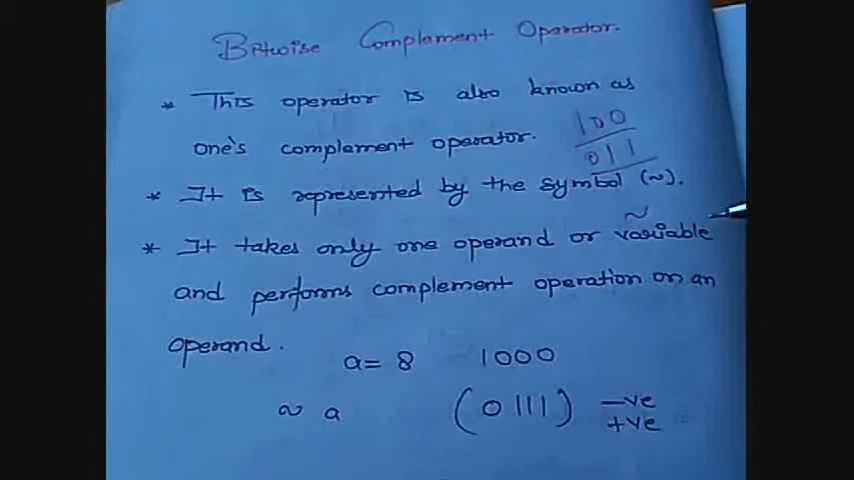 Bitwise Complement Operator.
* This operator is also known as
one's complement operator.
100
011
* It is represented by the symbol (~).
~
* It takes only one operand or variable
and performs complement operation on an
operand.
a = 8 1000
~ a (0111) -ve
+ve